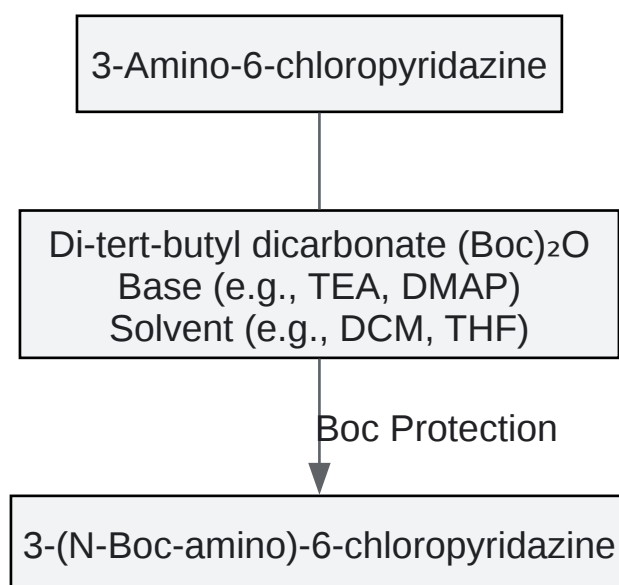 3-Amino-6-chloropyridazine
Di-tert-butyl dicarbonate (Boc)₂O
Base (e.g., TEA, DMAP)
Solvent (e.g., DCM, THF)
Boc Protection
3-(N-Boc-amino)-6-chloropyridazine